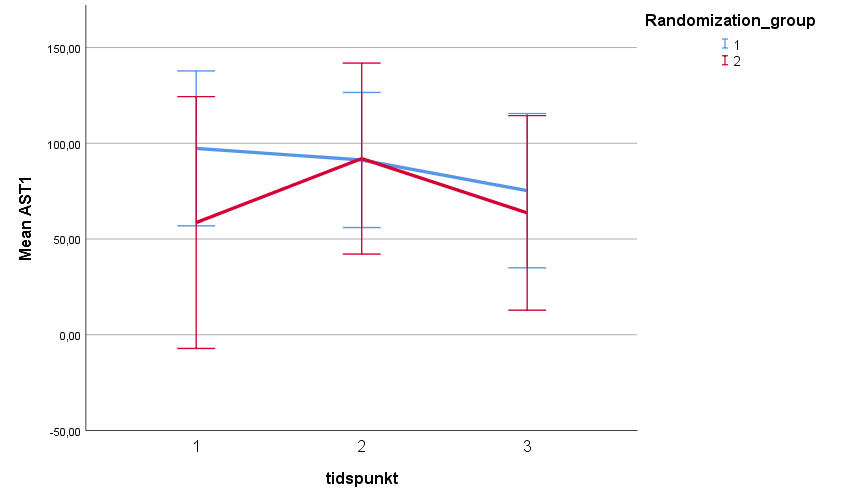 Randomization_group
1
2
Mean AST1
150,00
100,00
50,00
0,00
-50,00
1 2 3
tidspunkt